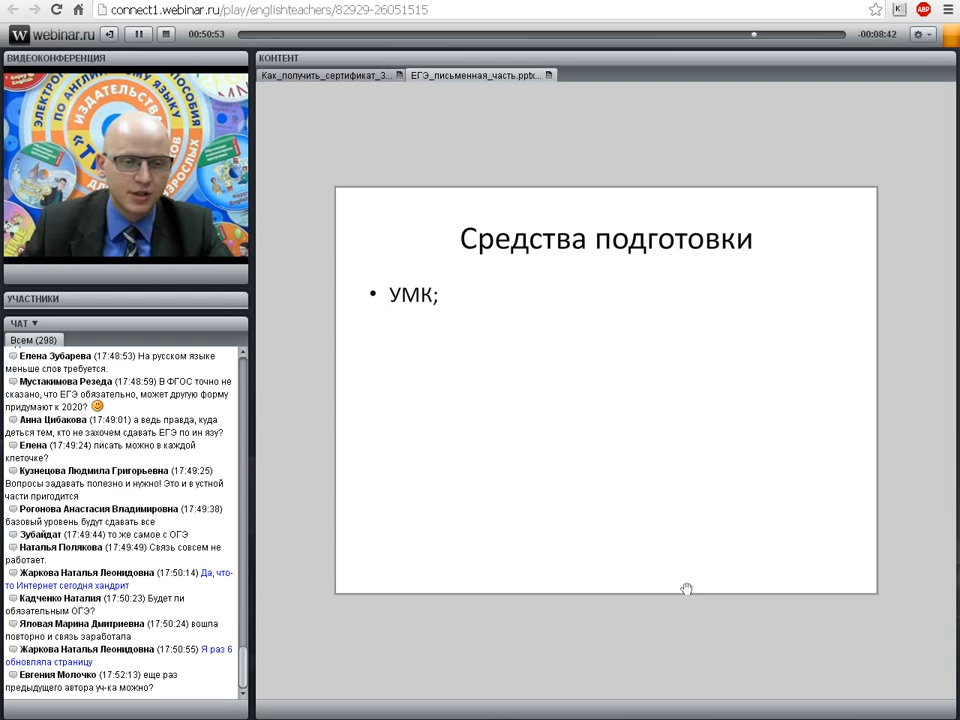 connect1.webinar.ru/play/englishteachers/82929-26051515
K
ABP
W webinar.ru
00:50:53
-00:08:42
ВИДЕОКОНФЕРЕНЦИЯ
КОНТЕНТ
Как_получить_сертификат_3...
ЕГЭ_письменная_часть.pptx...
ЭЛЕКТРОН
ПО АНГЛИЙСКОМУ ЯЗЫКУ
ПОСОБИЯ
ИЗДАТЕЛЬСТВ
УЧАСТНИКИ
ЧАТ ▼
Всем (298)
Елена Зубарева (17:48:53) На русском языке
меньше слов требуется.
Мустакимова Резеда (17:48:59) В ФГОС точно не
сказано, что ЕГЭ обязательно, может другую форму
придумают к 2020?
Анна Цибакова (17:49:01) а ведь правда, куда
деться тем, кто не захочем сдавать ЕГЭ по ин язу?
Елена (17:49:24) писать можно в каждой
клеточке?
Кузнецова Людмила Григорьевна (17:49:25)
Вопросы задавать полезно и нужно! Это и в устной
части пригодится
Рогонова Анастасия Владимировна (17:49:38)
базовый уровень будут сдавать все
Зубайдат (17:49:44) то же самое с ОГЭ
Наталья Полякова (17:49:49) Связь совсем не
работает.
Жаркова Наталья Леонидовна (17:50:14) Да, что-
то Интернет сегодня хандрит
Кадченко Наталия (17:50:23) Будет ли
обязательным ОГЭ?
Яловая Марина Дмитриевна (17:50:24) вошла
повторно и связь заработала
Жаркова Наталья Леонидовна (17:50:55) Я раз 6
обновляла страницу
Евгения Молочко (17:52:13) еще раз
предыдущего автора уч-ка можно?
Средства подготовки
• УМК;